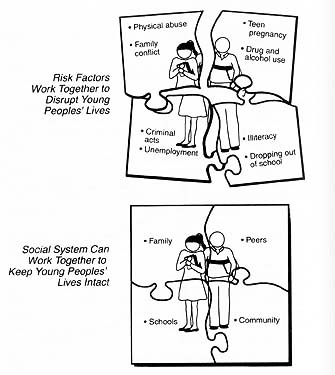 • Physical abuse
• Family
conflict
• Teen
pregnancy
• Drug and
alcohol use
Risk Factors
Work Together to
Disrupt Young
Peoples' Lives
• Criminal
acts
• Unemployment
• Illiteracy
• Dropping out
of school
Social System Can
Work Together to
Keep Young Peoples'
Lives Intact
• Family
• Peers
• Schools
• Community